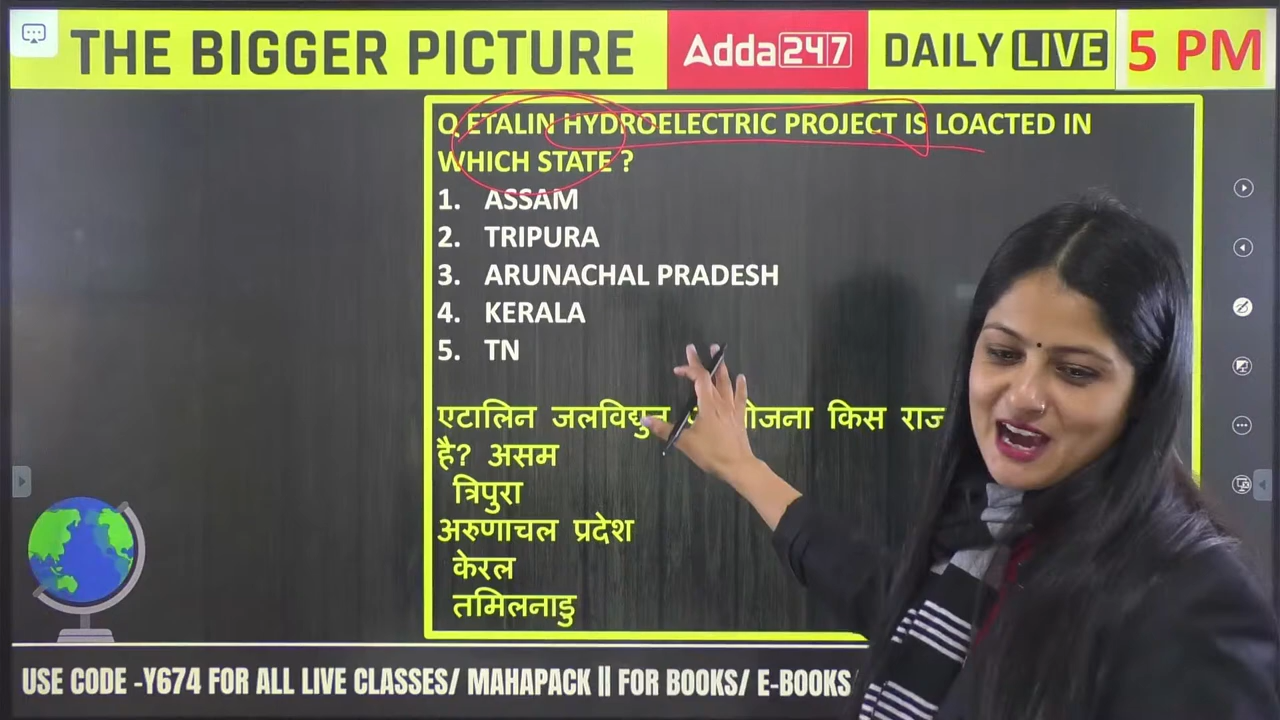 THE BIGGER PICTURE
Adda247
DAILY LIVE
5 PM
Q ETALIN HYDROELECTRIC PROJECT IS LOACTED IN
WHICH STATE ?
1. ASSAM
2. TRIPURA
3. ARUNACHAL PRADESH
4. KERALA
5. TN
एटालिन जलविद्युत किस
है? असम
त्रिपुरा
अरुणाचल प्रदेश
केरल
तमिलनाडु
USE CODE -Y674 FOR ALL LIVE CLASSES/ MAHAPACK || FOR BOOKS/ E-BOOKS